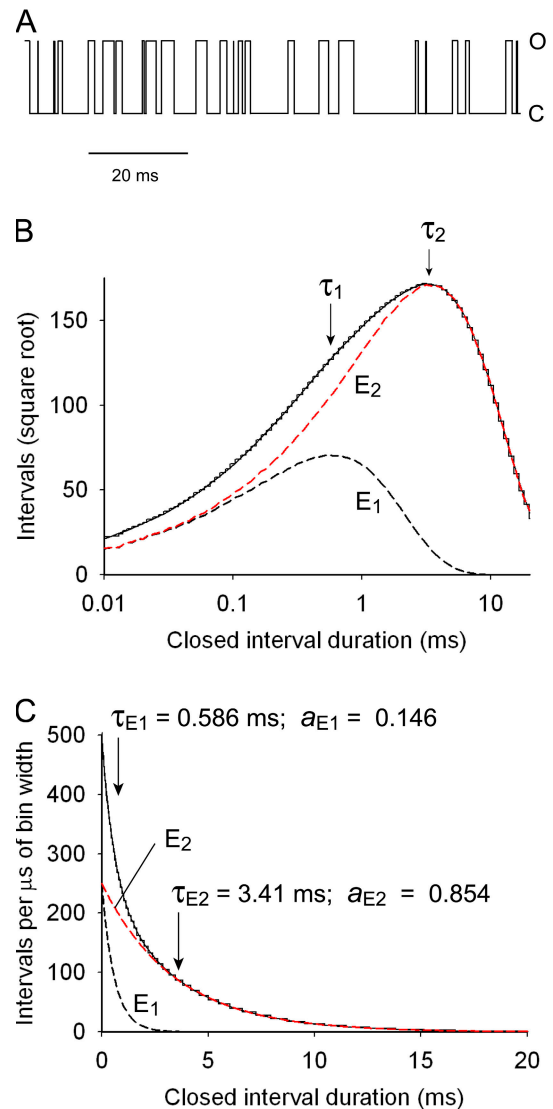 A
O
C
20 ms
B
τ2
τ1
150
E2
100
50
E1
0
0.01 0.1 1 10
Intervals (square root)
Closed interval duration (ms)
C
500
τE1 = 0.586 ms; aE1 = 0.146
400
300
E2
τE2 = 3.41 ms; aE2 = 0.854
200
100
E1
0
0 5 10 15 20
Intervals per μs of bin width
Closed interval duration (ms)